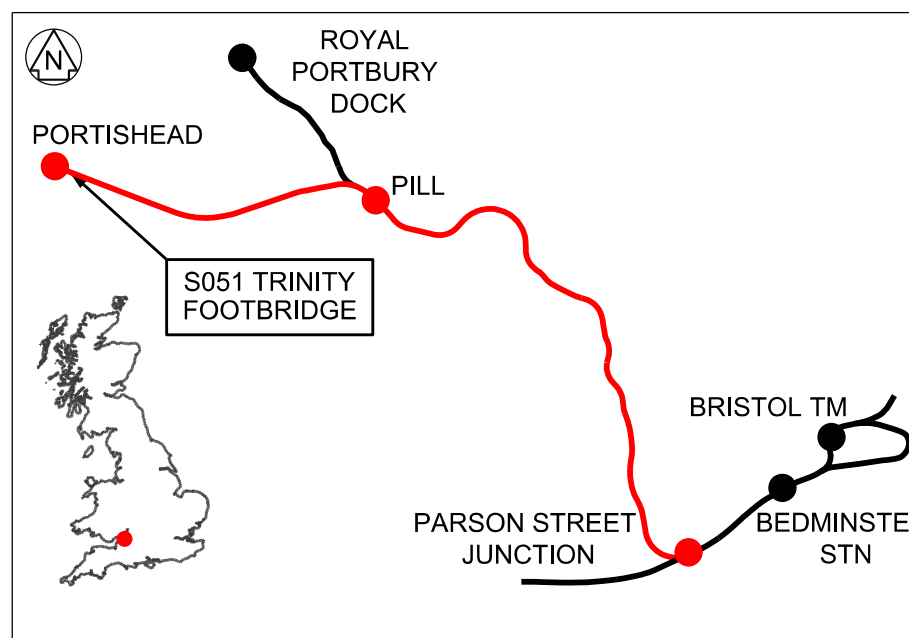 N
ROYAL
PORTBURY
DOCK
PORTISHEAD
PILL
S051 TRINITY
FOOTBRIDGE
BRISTOL TM
PARSON STREET
JUNCTION
BEDMINSTE
STN